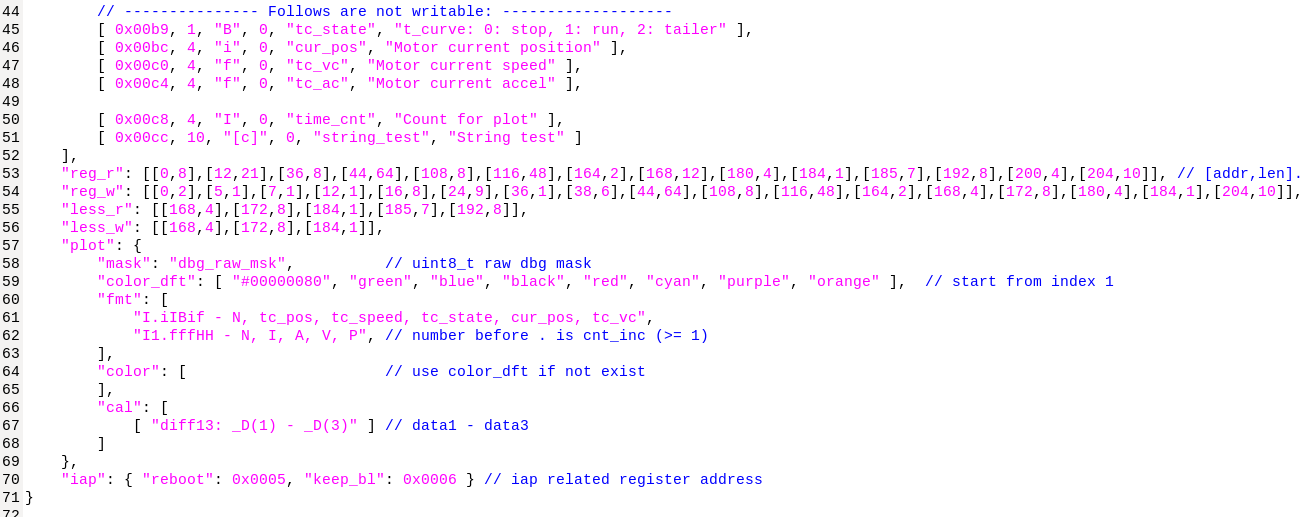 44         // --------------- Follows are not writable: -------------------
45         [ 0x00b9, 1, "B", 0, "tc_state", "t_curve: 0: stop, 1: run, 2: tailer" ],
46         [ 0x00bc, 4, "i", 0, "cur_pos", "Motor current position" ],
47         [ 0x00c0, 4, "f", 0, "tc_vc", "Motor current speed" ],
48         [ 0x00c4, 4, "f", 0, "tc_ac", "Motor current accel" ],
49
50         [ 0x00c8, 4, "I", 0, "time_cnt", "Count for plot" ],
51         [ 0x00cc, 10, "[c]", 0, "string_test", "String test" ]
52     ],
53     "reg_r": [[0,8],[12,21],[36,8],[44,64],[108,8],[116,48],[164,2],[168,12],[180,4],[184,1],[185,7],[192,8],[200,4],[204,10]], // [addr,len].
54     "reg_w": [[0,2],[5,1],[7,1],[12,1],[16,8],[24,9],[36,1],[38,6],[44,64],[108,8],[116,48],[164,2],[168,4],[172,8],[180,4],[184,1],[204,10]],
55     "less_r": [[168,4],[172,8],[184,1],[185,7],[192,8]],
56     "less_w": [[168,4],[172,8],[184,1]],
57     "plot": {
58         "mask": "dbg_raw_msk",          // uint8_t raw dbg mask
59         "color_dft": [ "#00000080", "green", "blue", "black", "red", "cyan", "purple", "orange" ],  // start from index 1
60         "fmt": [
61             "I.iIBif - N, tc_pos, tc_speed, tc_state, cur_pos, tc_vc",
62             "I1.fffHH - N, I, A, V, P", // number before . is cnt_inc (>= 1)
63         ],
64         "color": [                      // use color_dft if not exist
65         ],
66         "cal": [
67             [ "diff13: _D(1) - _D(3)" ] // data1 - data3
68         ]
69     },
70     "iap": { "reboot": 0x0005, "keep_bl": 0x0006 } // iap related register address
71 }
72